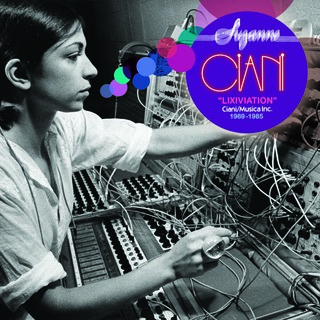 Suzanne
CIANI
"LIXIVIATION"
Ciani/Musica Inc.
1969-1985